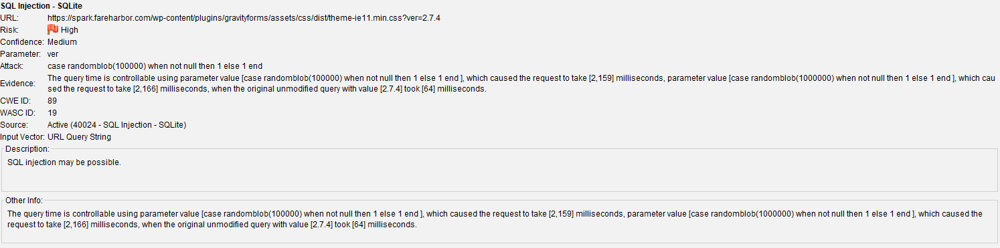 SQL Injection - SQLite
URL: https://spark.fareharbor.com/wp-content/plugins/gravityforms/assets/css/dist/theme-ie11.min.css?ver=2.7.4
Risk: High
Confidence: Medium
Parameter: ver
Attack: case randomblob(100000) when not null then 1 else 1 end
Evidence: The query time is controllable using parameter value [case randomblob(100000) when not null then 1 else 1 end ], which caused the request to take [2,159] milliseconds, parameter value [case randomblob(1000000) when not null then 1 else 1 end ], which cau
sed the request to take [2,166] milliseconds, when the original unmodified query with value [2.7.4] took [64] milliseconds.
CWE ID: 89
WASC ID: 19
Source: Active (40024 - SQL Injection - SQLite)
Input Vector: URL Query String
Description:
SQL injection may be possible.
Other Info:
The query time is controllable using parameter value [case randomblob(100000) when not null then 1 else 1 end ], which caused the request to take [2,159] milliseconds, parameter value [case randomblob(1000000) when not null then 1 else 1 end ], which caused the
request to take [2,166] milliseconds, when the original unmodified query with value [2.7.4] took [64] milliseconds.